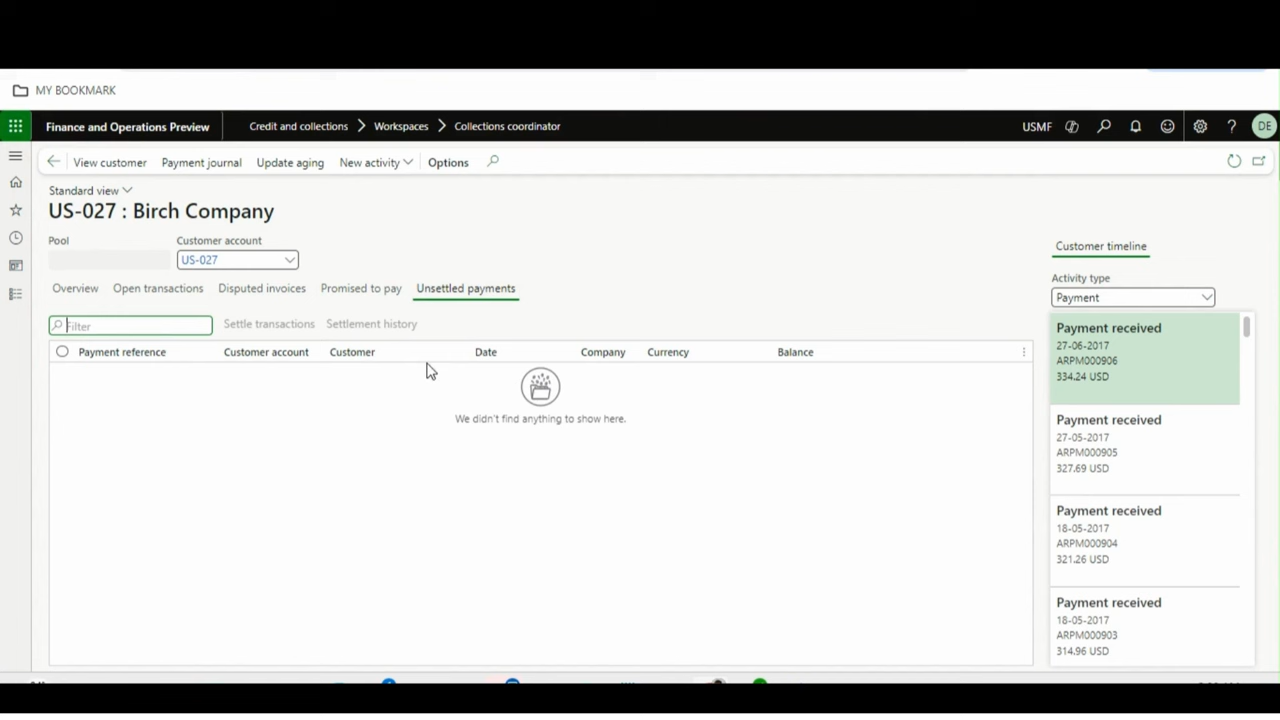 MY BOOKMARK
Finance and Operations Preview
Credit and collections
Workspaces
Collections coordinator
USMF
DE
View customer
Payment journal
Update aging
New activity
Options
Standard view
US-027 : Birch Company
Pool
Customer account
US-027
Overview
Open transactions
Disputed invoices
Promised to pay
Unsettled payments
Filter
Settle transactions
Settlement history
Payment reference
Customer account
Customer
Date
Company
Currency
Balance
We didn't find anything to show here.
Customer timeline
Activity type
Payment
Payment received
27-06-2017
ARPM000906
334.24 USD
Payment received
27-05-2017
ARPM000905
327.69 USD
Payment received
18-05-2017
ARPM000904
321.26 USD
Payment received
18-05-2017
ARPM000903
314.96 USD